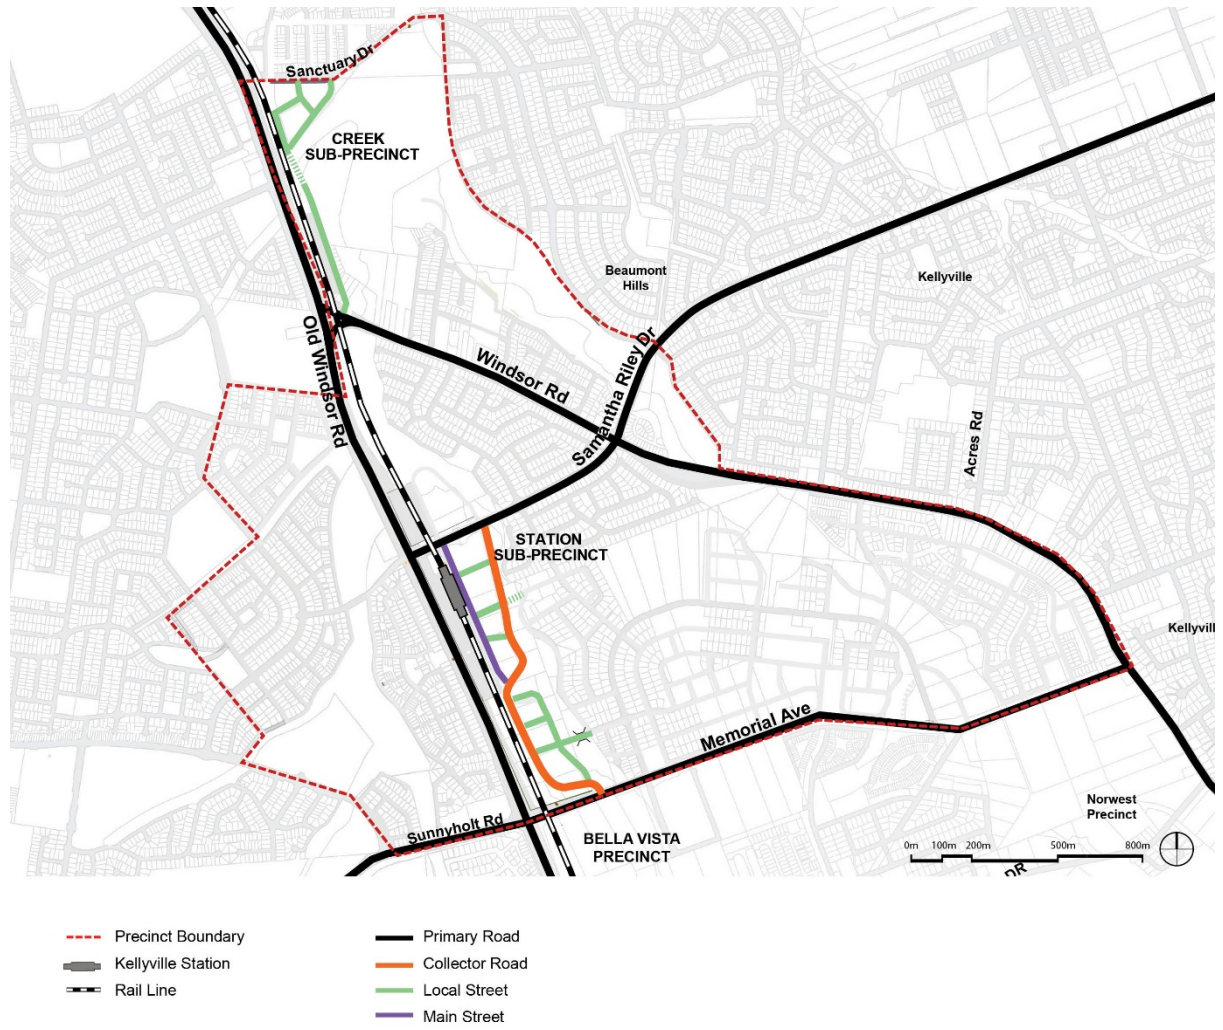 Sanctuary Dr
CREEK
SUB-PRECINCT
Beaumont
Hills
Kellyville
Old Windsor Rd
Windsor Rd
Samantha Riley Dr
Acres Rd
STATION
SUB-PRECINCT
Kellyvill
Memorial Ave
Norwest
Precinct
Sunnyholt Rd
BELLA VISTA
PRECINCT
0m 100m 200m 500m 800m
DR
Precinct Boundary
Kellyville Station
Rail Line
Primary Road
Collector Road
Local Street
Main Street